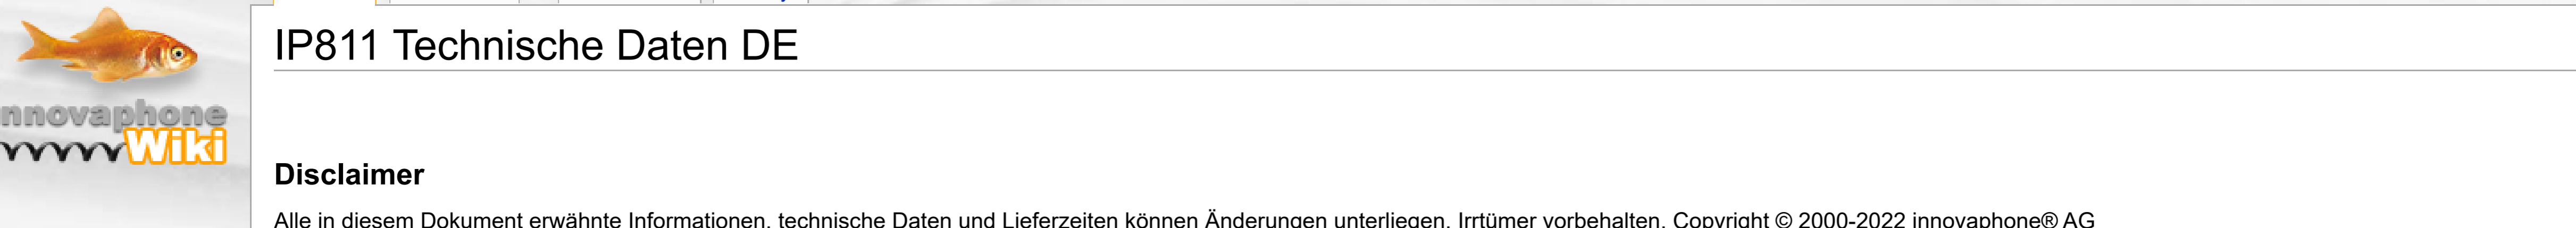 IP811 Technische Daten DE
nnovaphone
Wiki
Disclaimer
Alle in diesem Dokument erwähnte Informationen, technische Daten und Lieferzeiten können Änderungen unterliegen. Irrtümer vorbehalten. Copyright © 2000-2022 innovaphone® AG